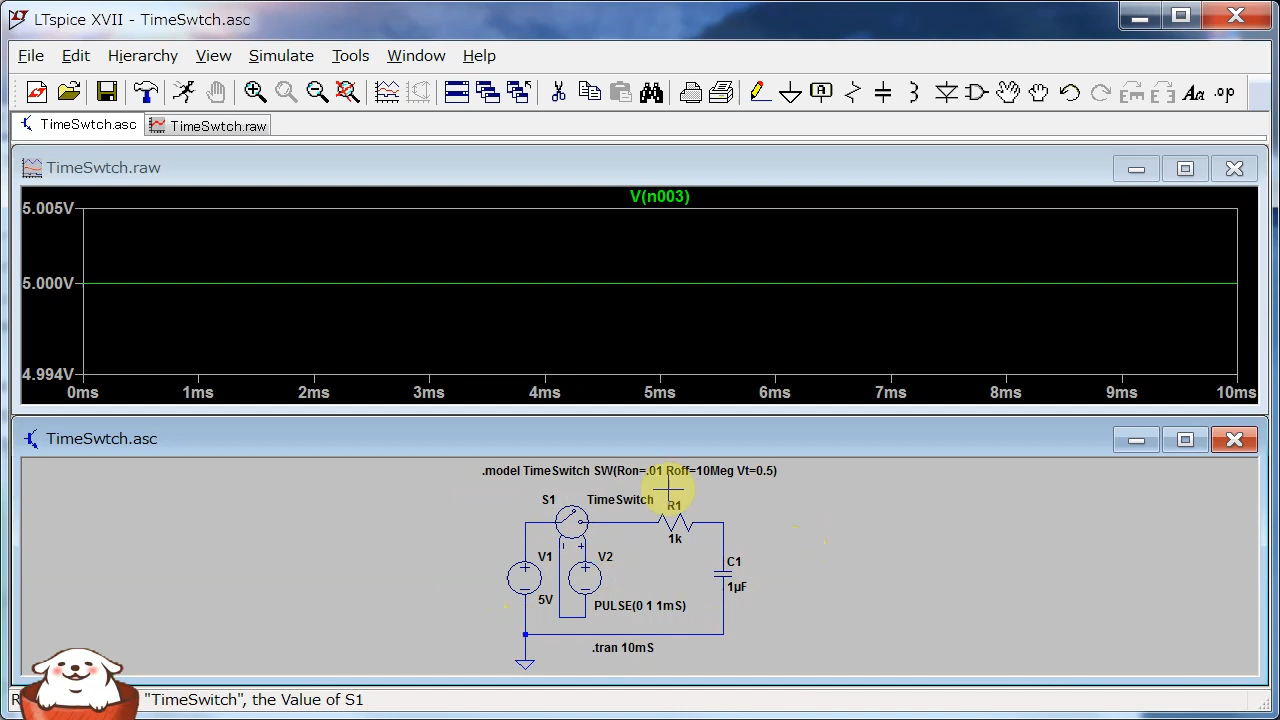 LTspice XVII - TimeSwtch.asc
File Edit Hierarchy View Simulate Tools Window Help
Aa .op
TimeSwtch.asc TimeSwtch.raw
TimeSwtch.raw
V(n003)
5.005V
5.000V
4.994V
0ms 1ms 2ms 3ms 4ms 5ms 6ms 7ms 8ms 9ms 10ms
TimeSwtch.asc
.model TimeSwitch SW(Ron=.01 Roff=10Meg Vt=0.5)
S1 TimeSwitch
R1
1k
V1 V2
C1
1µF
5V
PULSE(0 1 1mS)
.tran 10mS
"TimeSwitch", the Value of S1